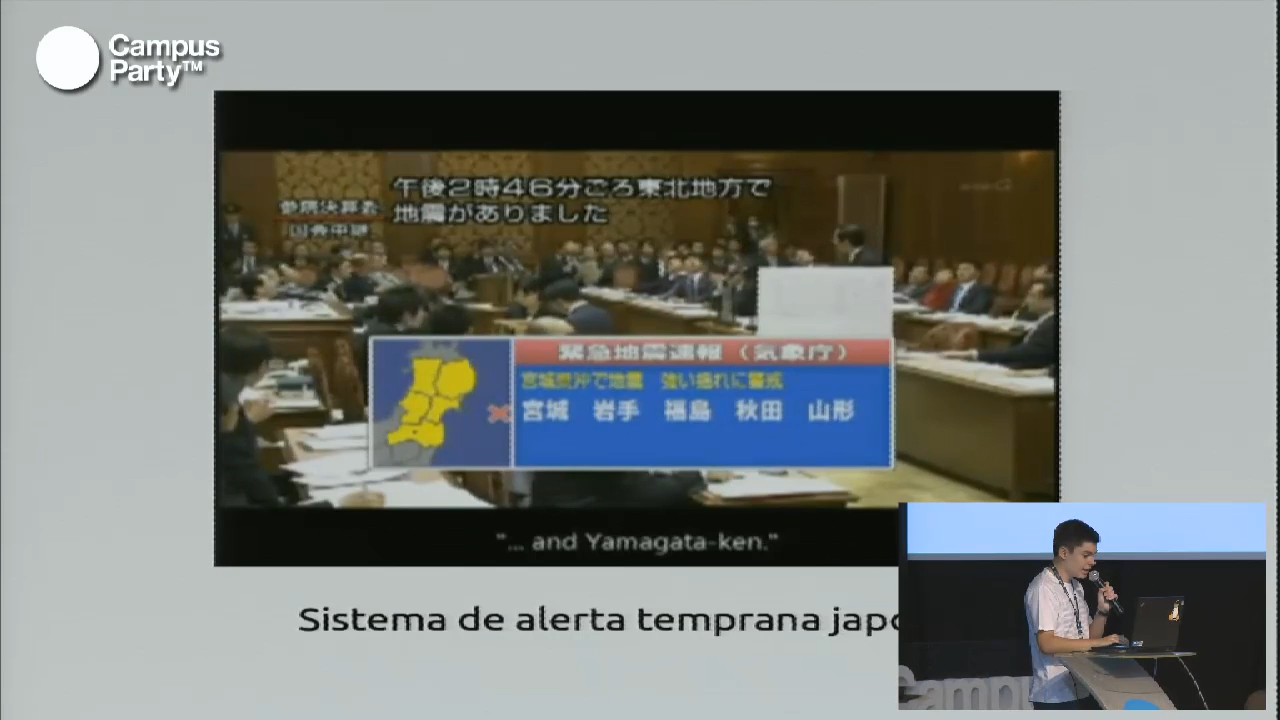 Campus
Party™
午後2時46分ごろ東北地方で
地震がありました
参院決算委
国会中継
緊急地震速報(気象庁)
宮城県沖で地震 強い揺れに警戒
宮城 岩手 福島 秋田 山形
"... and Yamagata-ken."
Sistema de alerta temprana japo
Campu